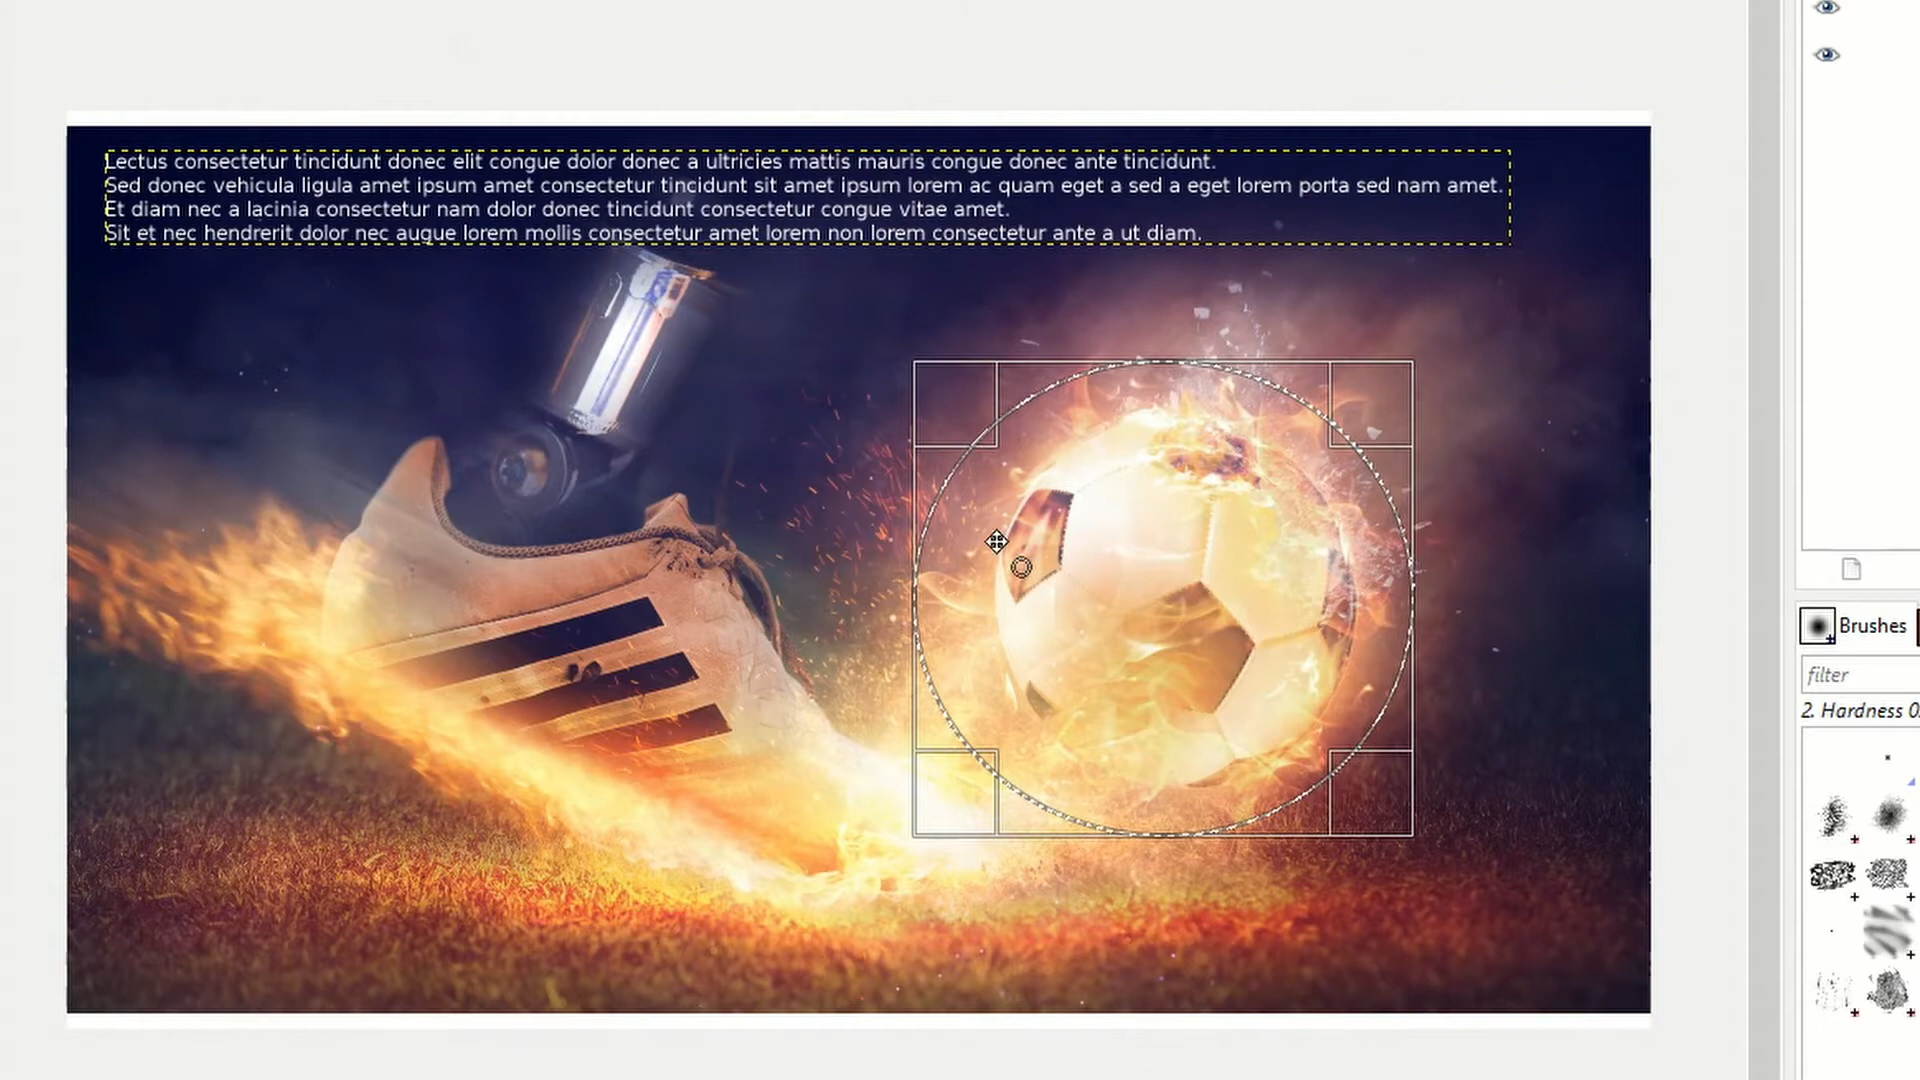 Lectus consectetur tincidunt donec elit congue dolor donec a ultricies mattis mauris congue donec ante tincidunt.
Sed donec vehicula ligula amet ipsum amet consectetur tincidunt sit amet ipsum lorem ac quam eget a sed a eget lorem porta sed nam amet.
Et diam nec a lacinia consectetur nam dolor donec tincidunt consectetur congue vitae amet.
Sit et nec hendrerit dolor nec augue lorem mollis consectetur amet lorem non lorem consectetur ante a ut diam.
Brushes
filter
2. Hardness 0